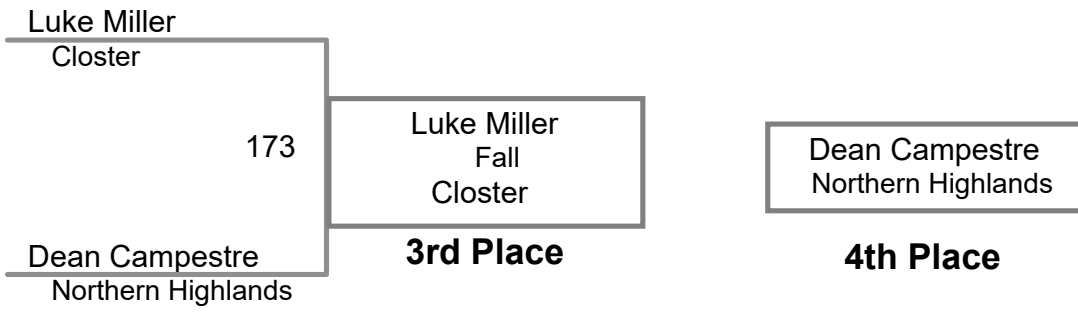 Luke Miller
Closter
173
Dean Campestre
Northern Highlands
Luke Miller
Fall
Closter
3rd Place
Dean Campestre
Northern Highlands
4th Place